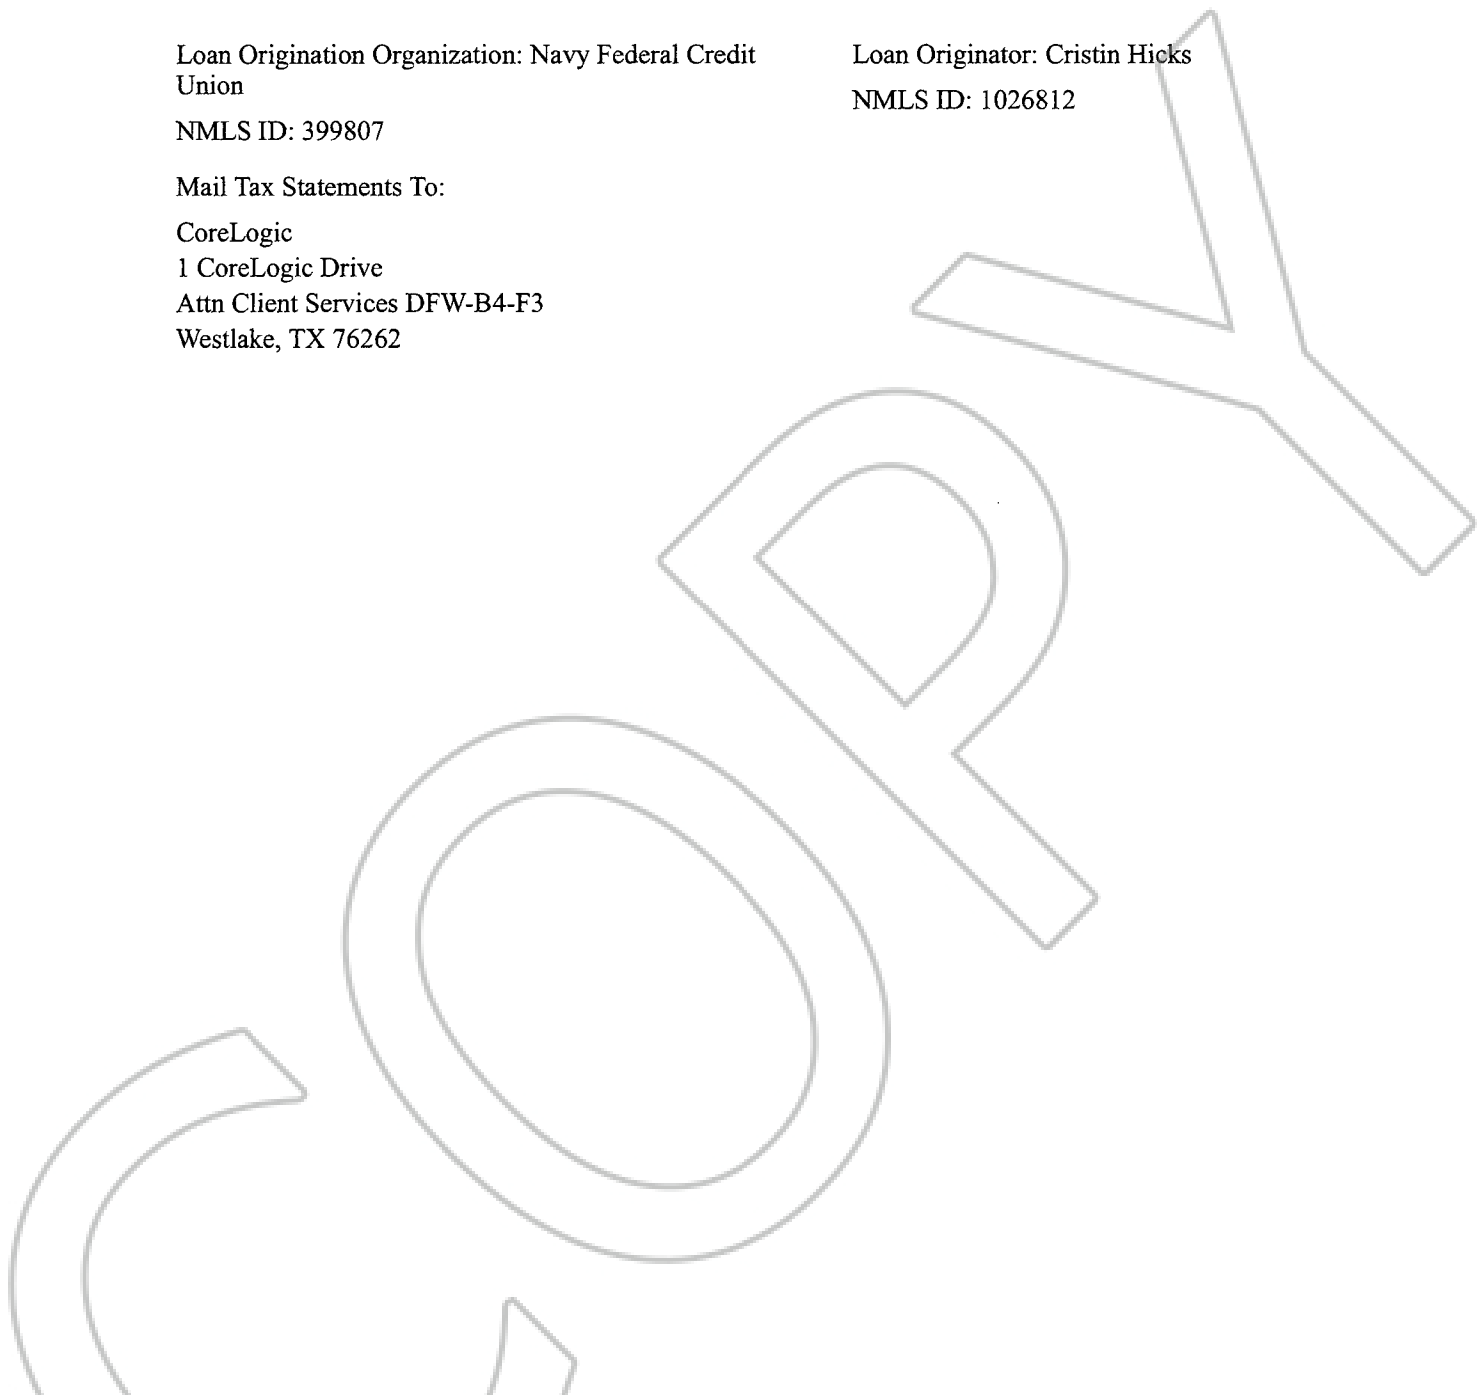 Loan Origination Organization: Navy Federal Credit
Union
NMLS ID: 399807
Loan Originator: Cristin Hicks
NMLS ID: 1026812
Mail Tax Statements To:
CoreLogic
1 CoreLogic Drive
Attn Client Services DFW-B4-F3
Westlake, TX 76262
COPY